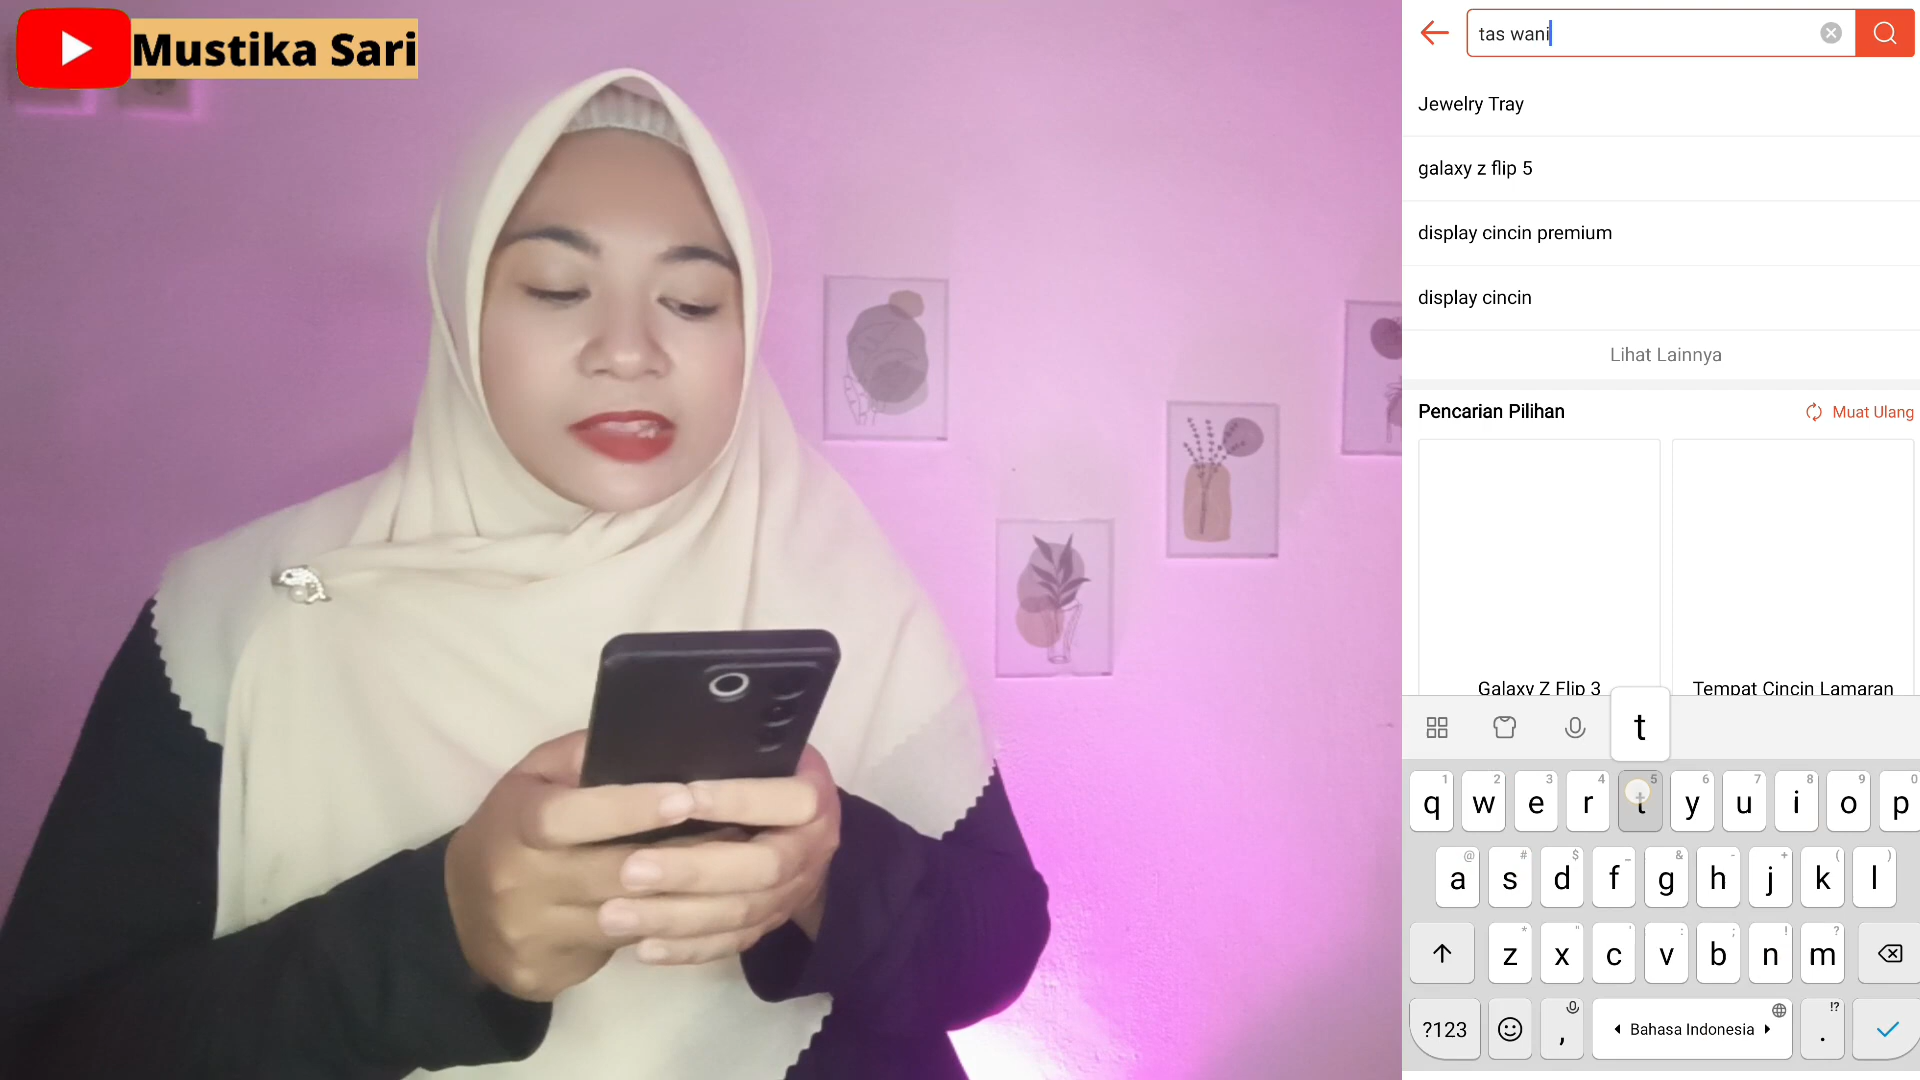 Mustika Sari
tas wani
Jewelry Tray
galaxy z flip 5
display cincin premium
display cincin
Lihat Lainnya
Pencarian Pilihan
Muat Ulang
Galaxy Z Flip 3
Tempat Cincin Lamaran
t
1 2 3 4 5 6 7 8 9 0
q w e r t y u i o p
@ # $ _ & - + ( )
a s d f g h j k l
* " ' : ; ! ?
z x c v b n m
!?
?123 , Bahasa Indonesia .